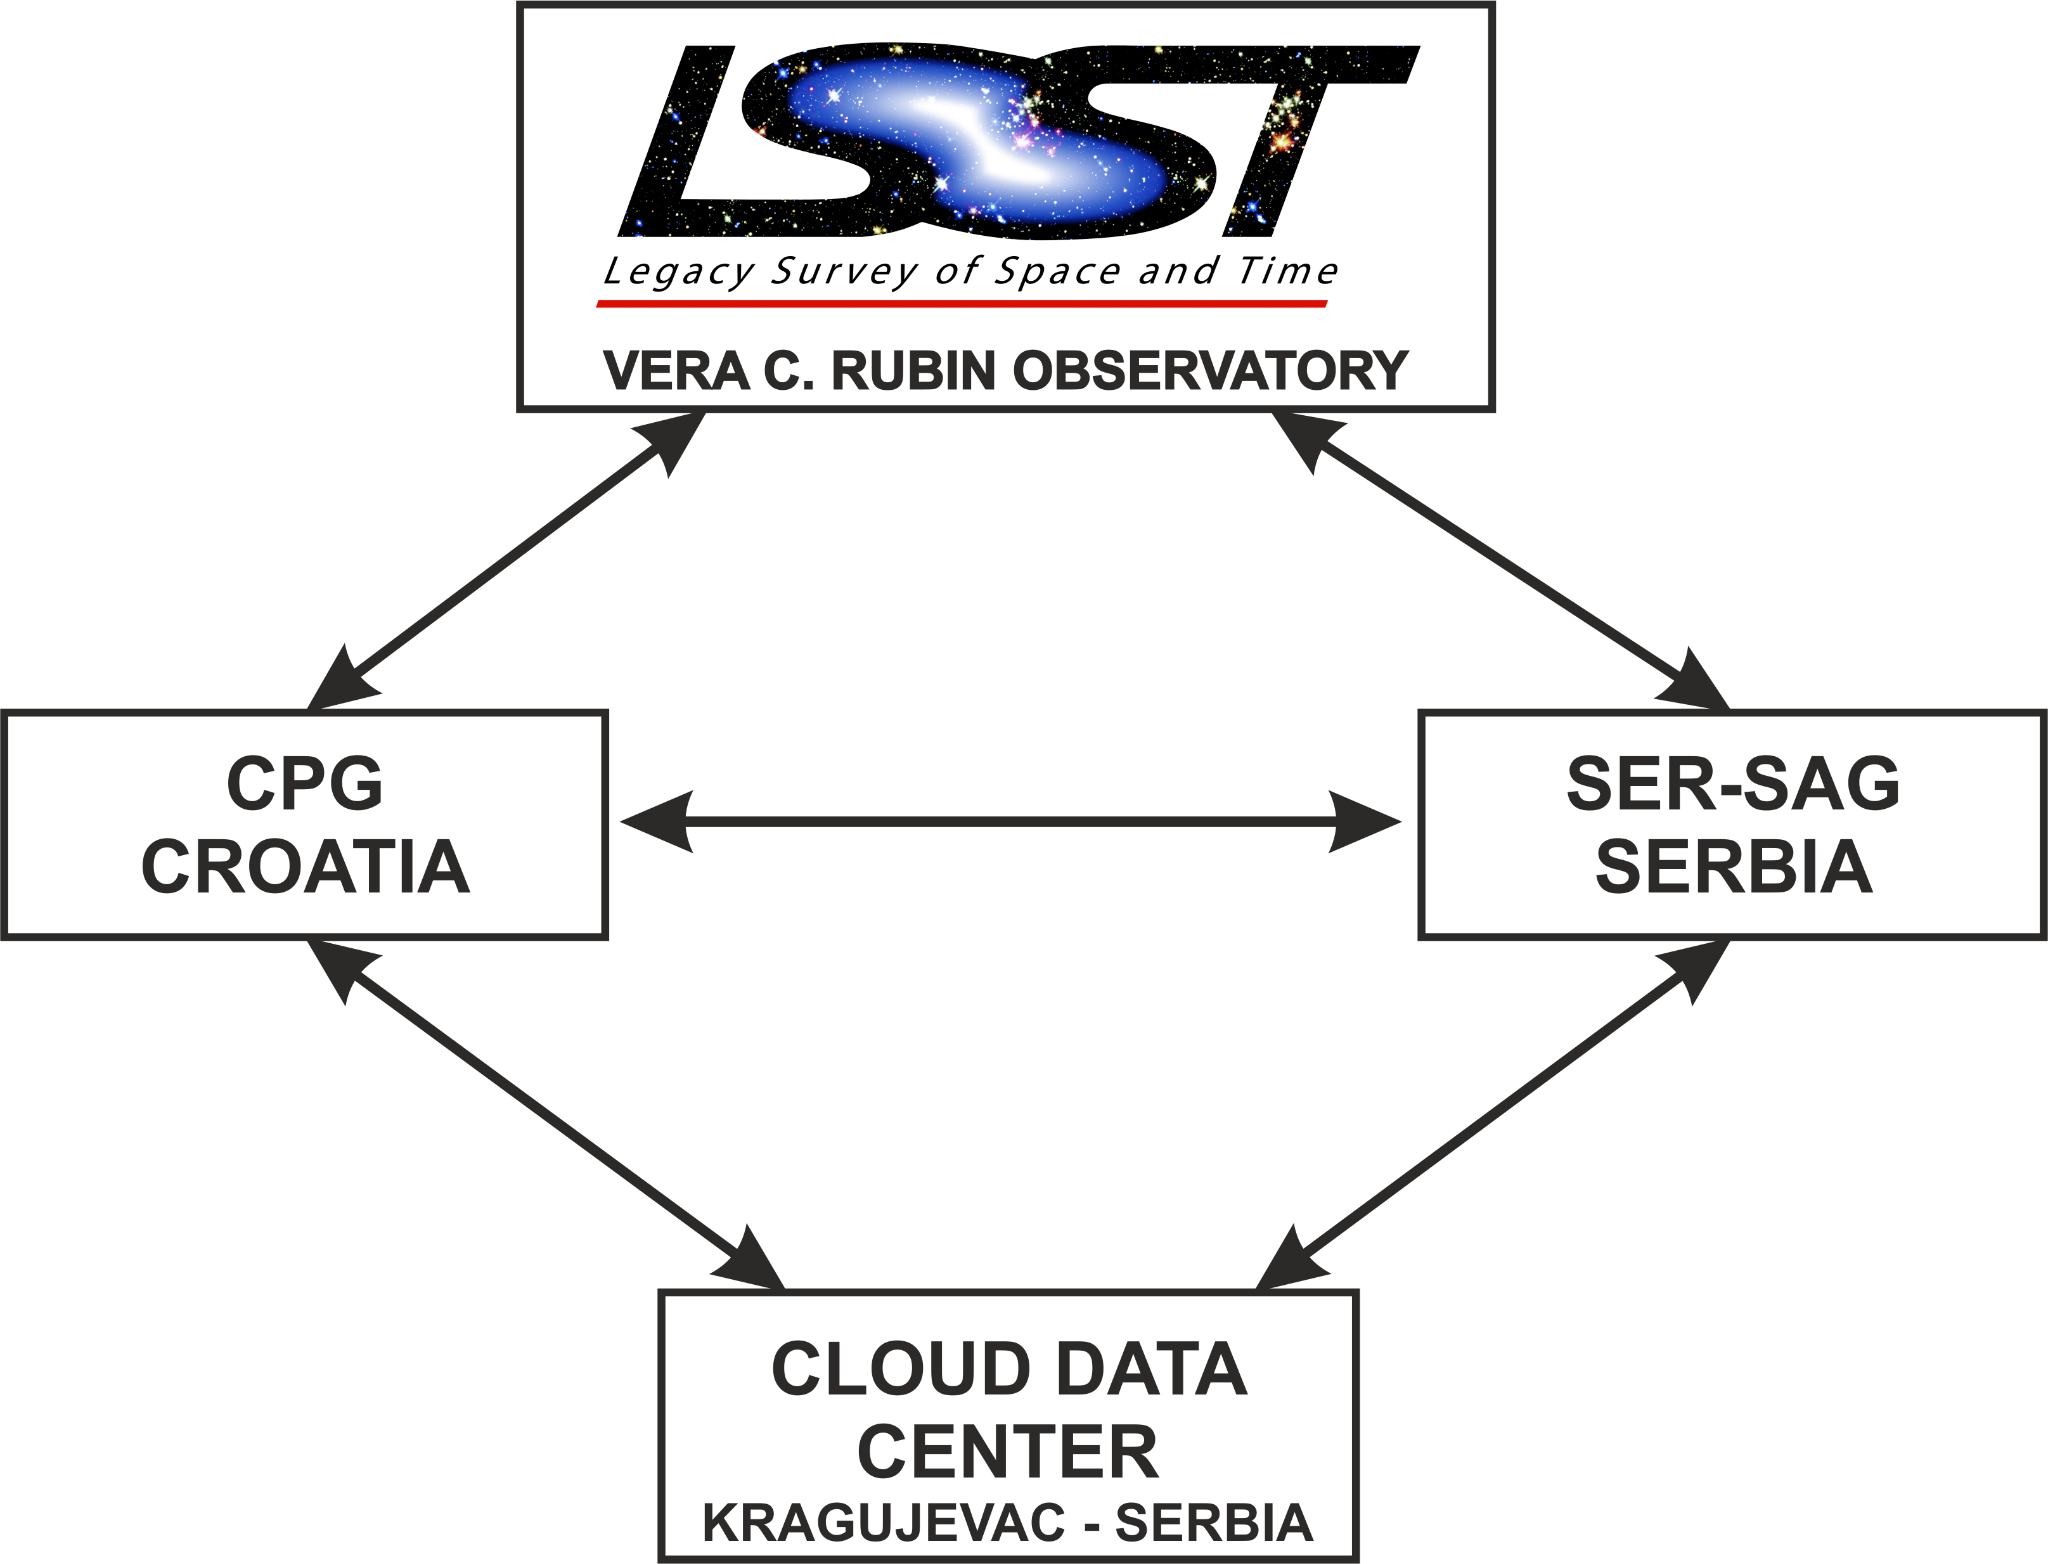 LSST
Legacy Survey of Space and Time
VERA C. RUBIN OBSERVATORY
CPG
CROATIA
SER-SAG
SERBIA
CLOUD DATA
CENTER
KRAGUJEVAC - SERBIA